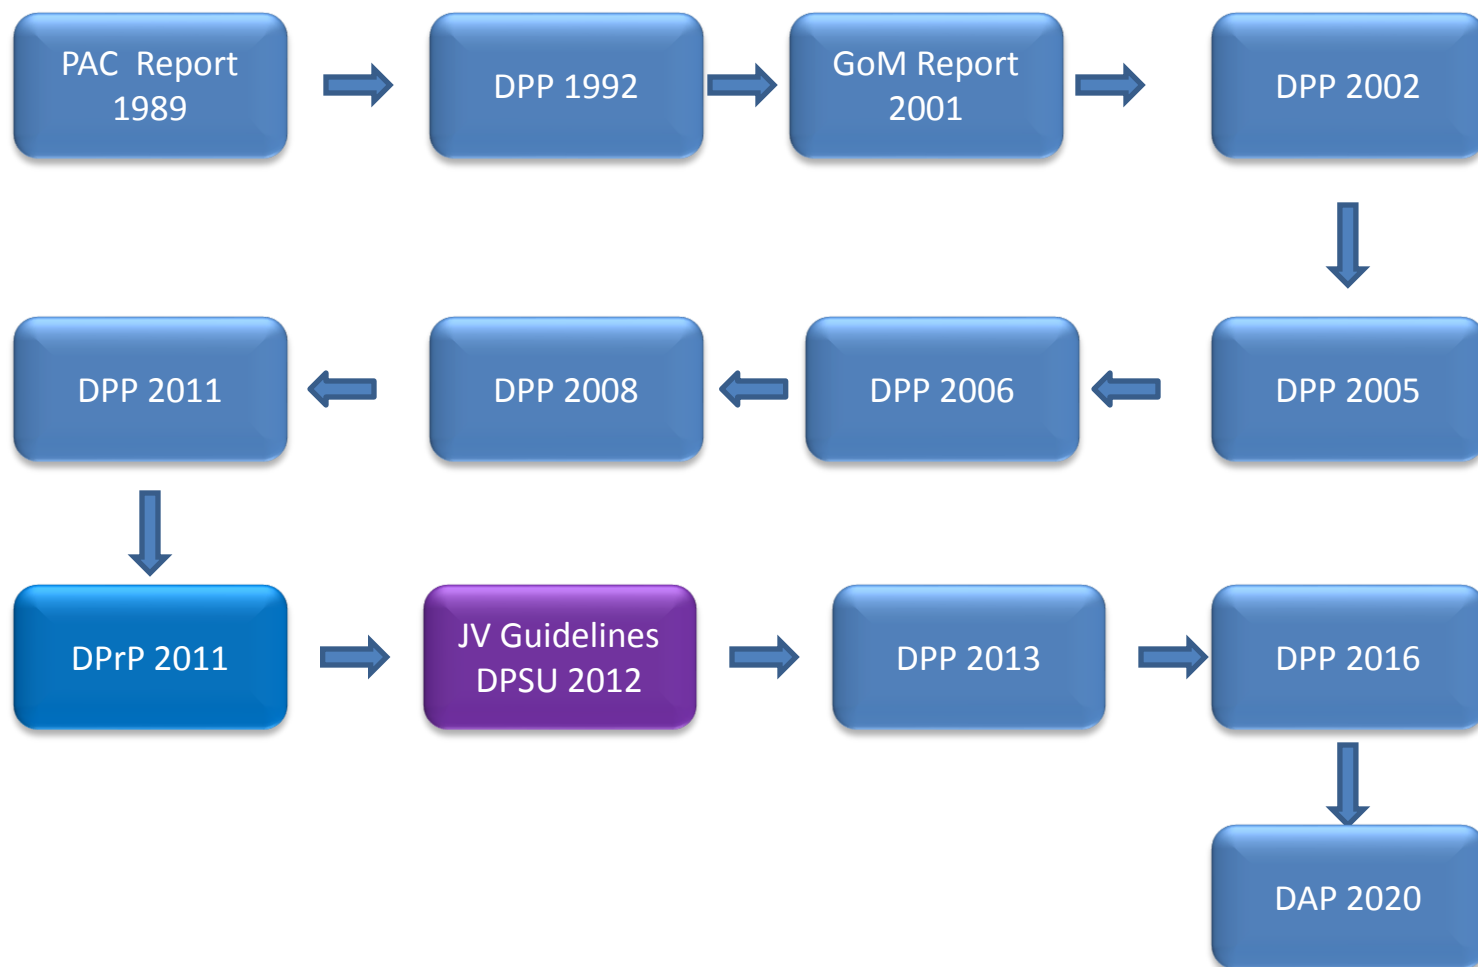 PAC  Report
1989
DPP 1992
GoM Report
2001
DPP 2002
DPP 2005
DPP 2006
DPP 2008
DPP 2011
DPrP 2011
JV Guidelines
DPSU 2012
DPP 2013
DPP 2016
DAP 2020